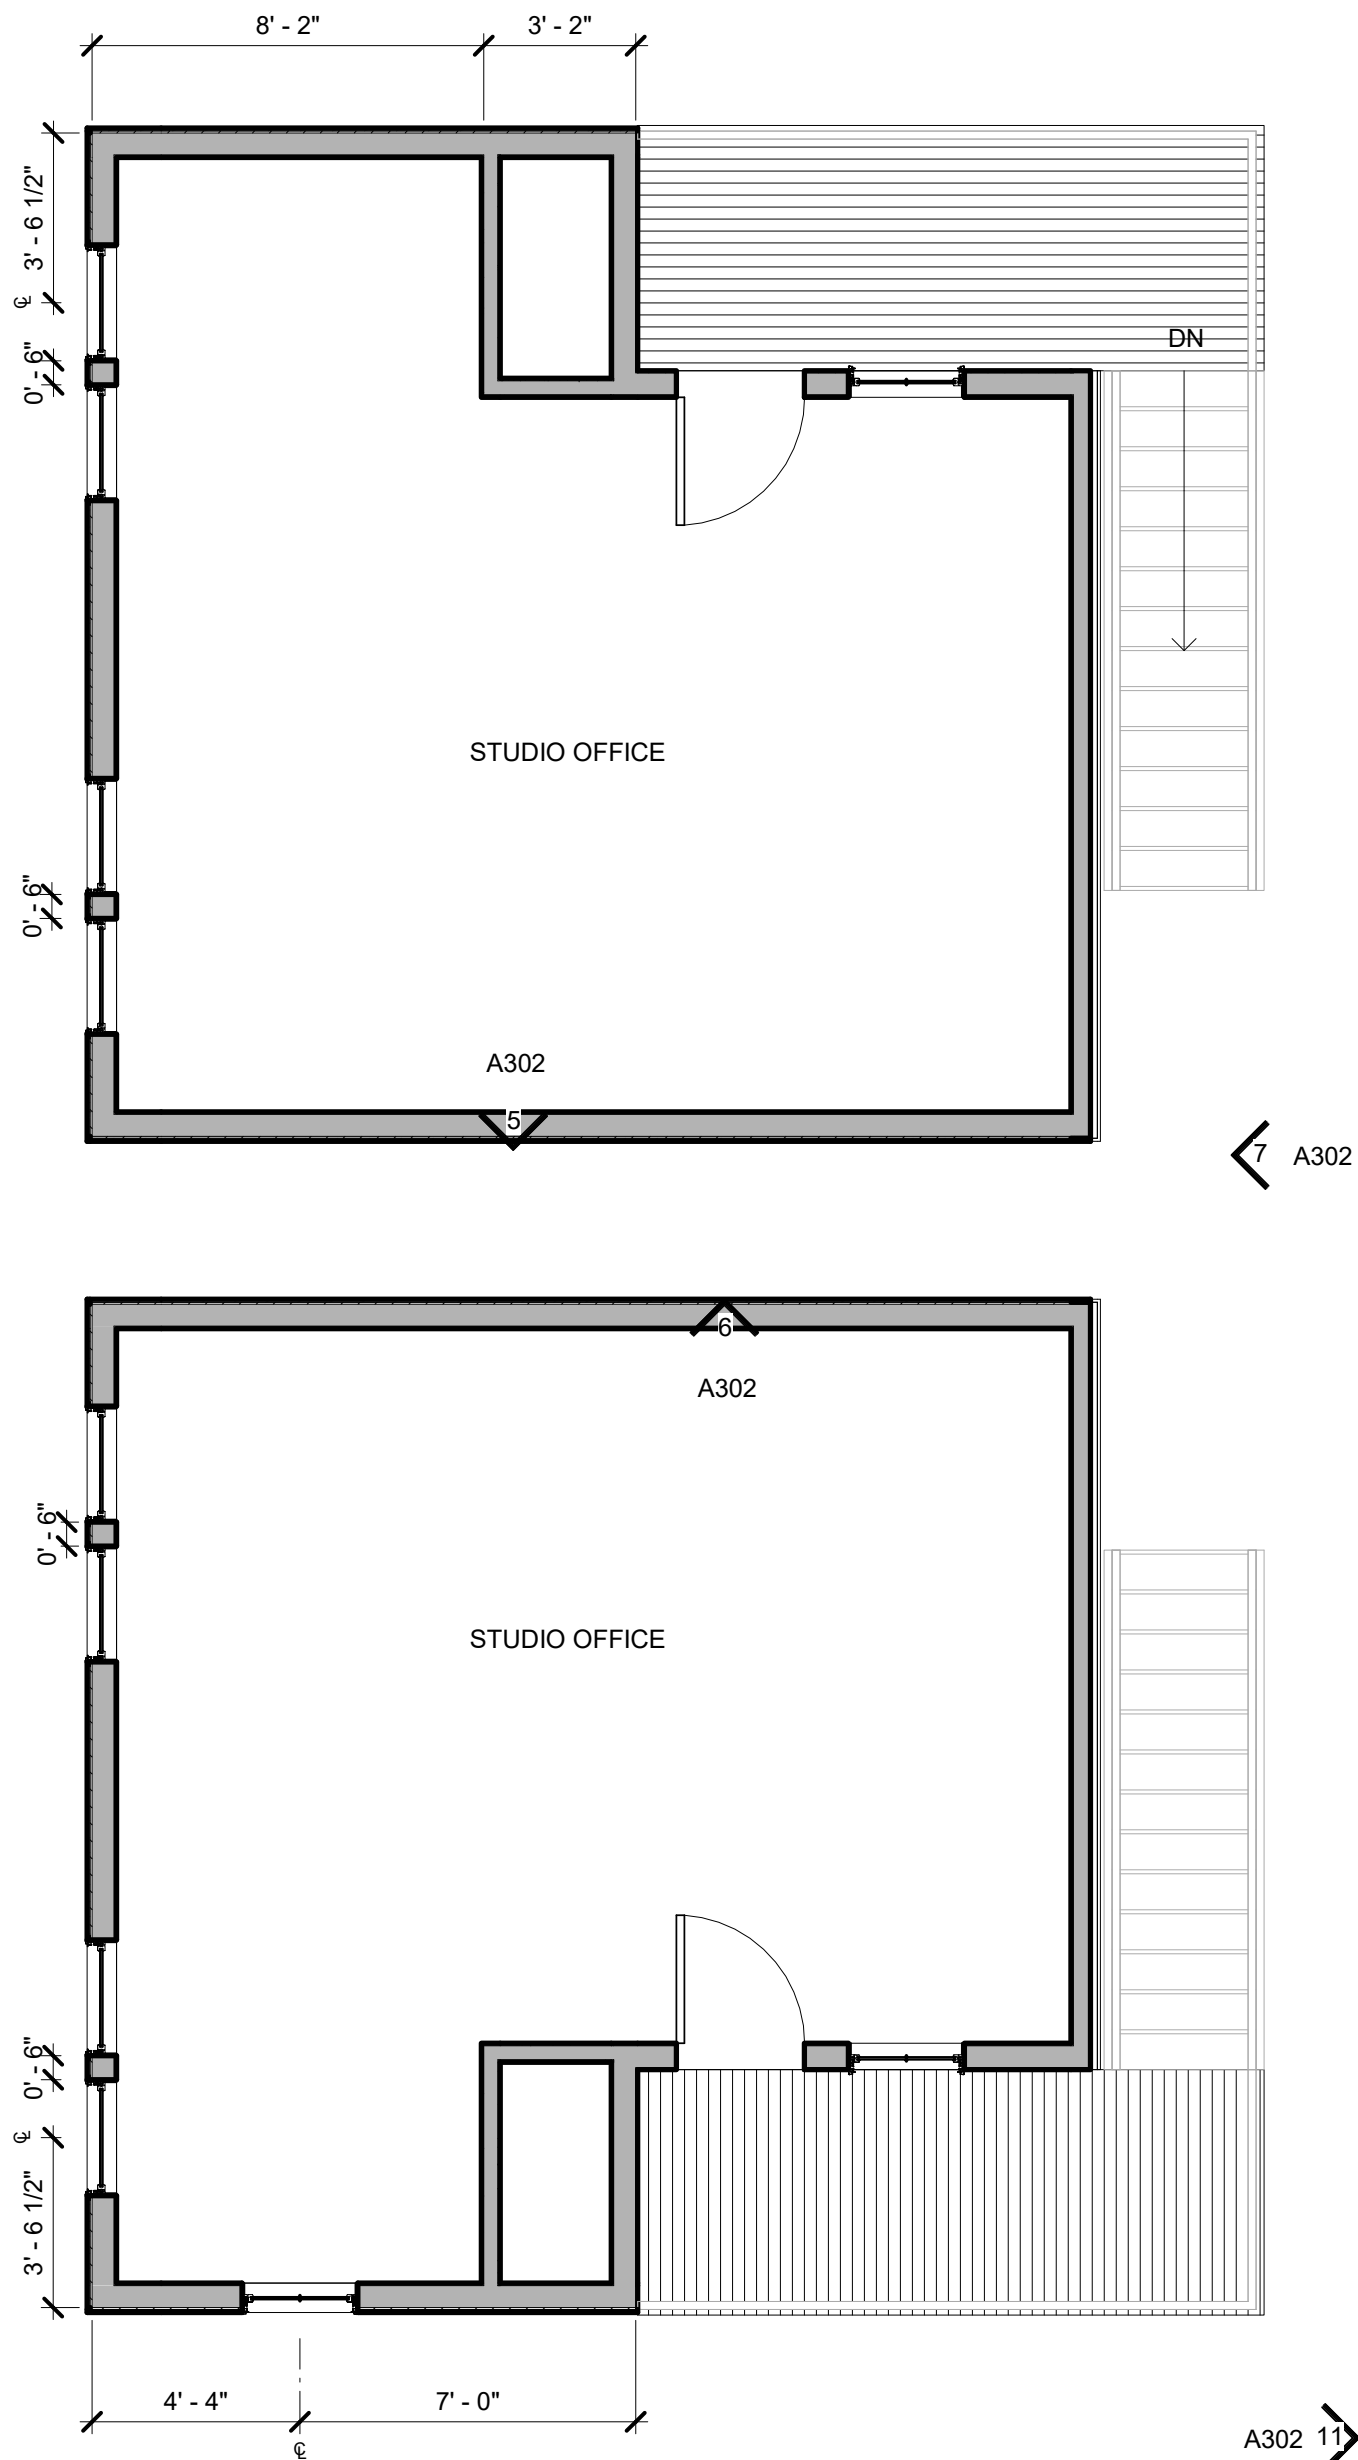 8' - 2"
3' - 2"
3' - 6 1/2"
℄
0' - 6"
DN
STUDIO OFFICE
0' - 6"
A302
5
7 A302
6
A302
0' - 6"
STUDIO OFFICE
0' - 6"
℄
3' - 6 1/2"
4' - 4"
7' - 0"
℄
A302 11